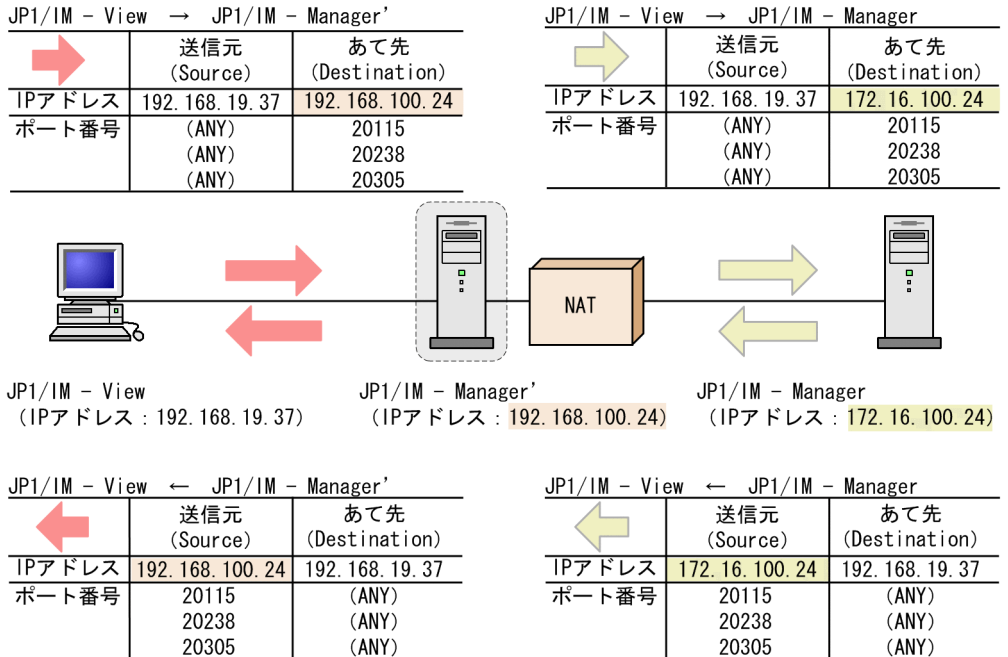 JP1/IM - View → JP1/IM - Manager’
送信元 あて先
(Source) (Destination)
IPアドレス 192.168.19.37 192.168.100.24
ポート番号 (ANY) 20115
(ANY) 20238
(ANY) 20305
JP1/IM - View → JP1/IM - Manager
送信元 あて先
(Source) (Destination)
IPアドレス 192.168.19.37 172.16.100.24
ポート番号 (ANY) 20115
(ANY) 20238
(ANY) 20305
NAT
JP1/IM - View
(IPアドレス：192.168.19.37)
JP1/IM - Manager’
(IPアドレス：192.168.100.24)
JP1/IM - Manager
(IPアドレス：172.16.100.24)
JP1/IM - View ← JP1/IM - Manager’
送信元 あて先
(Source) (Destination)
IPアドレス 192.168.100.24 192.168.19.37
ポート番号 20115 (ANY)
20238 (ANY)
20305 (ANY)
JP1/IM - View ← JP1/IM - Manager
送信元 あて先
(Source) (Destination)
IPアドレス 172.16.100.24 192.168.19.37
ポート番号 20115 (ANY)
20238 (ANY)
20305 (ANY)